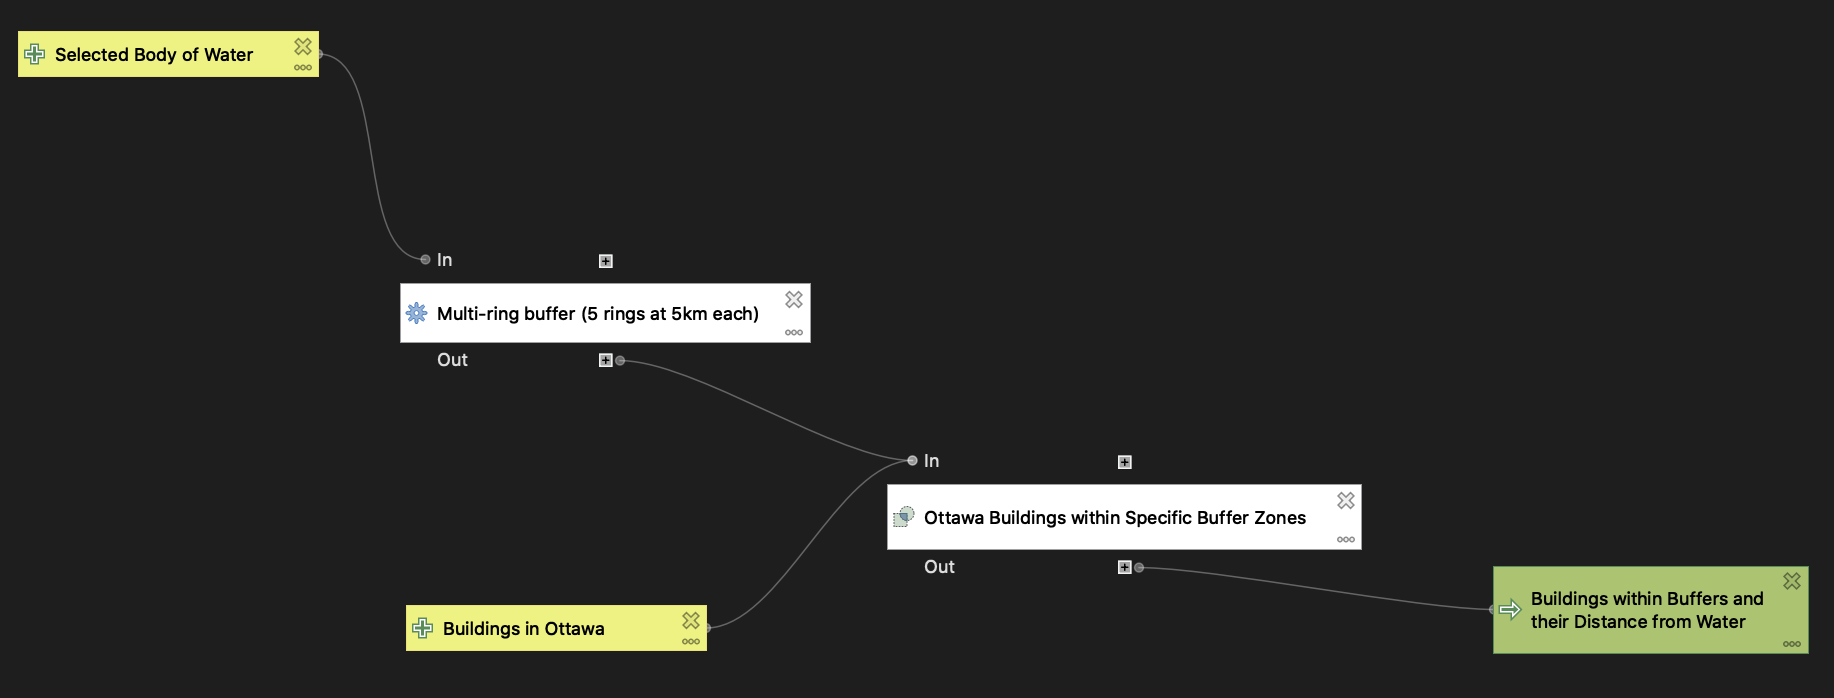 Selected Body of Water
In
Multi-ring buffer (5 rings at 5km each)
Out
In
Ottawa Buildings within Specific Buffer Zones
Out
Buildings within Buffers and
their Distance from Water
Buildings in Ottawa